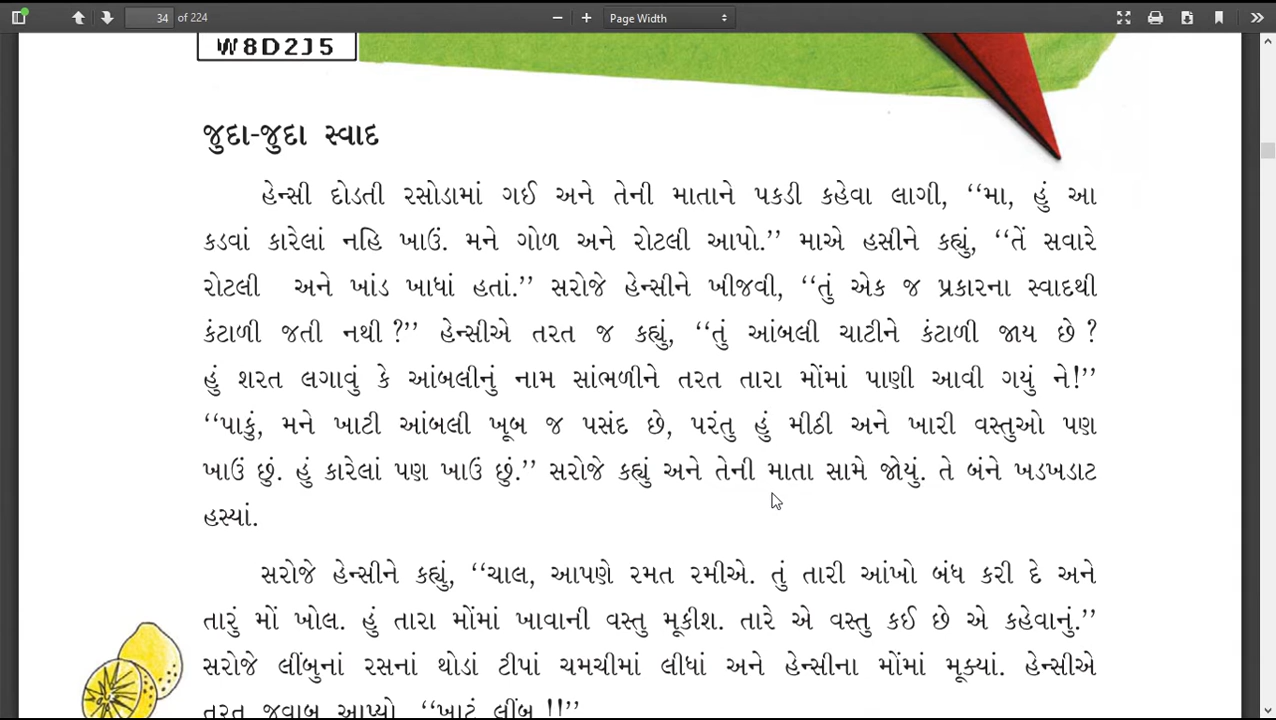 34 of 224 Page Width
W8D2J5
જુદા-જુદા સ્વાદ
હેન્સી દોડતી રસોડામાં ગઈ અને તેની માતાને પકડી કહેવા લાગી, ‘‘મા, હું આ
કડવાં કારેલાં નહિ ખાઉં. મને ગોળ અને રોટલી આપો.’’ માએ હસીને કહ્યું, ‘‘તેં સવારે
રોટલી અને ખાંડ ખાધાં હતાં.’’ સરોજે હેન્સીને ખીજવી, ‘‘તું એક જ પ્રકારના સ્વાદથી
કંટાળી જતી નથી ?’’ હેન્સીએ તરત જ કહ્યું, ‘‘તું આંબલી ચાટીને કંટાળી જાય છે ?
હું શરત લગાવું કે આંબલીનું નામ સાંભળીને તરત તારા મોંમાં પાણી આવી ગયું ને!’’
‘‘પાકું, મને ખાટી આંબલી ખૂબ જ પસંદ છે, પરંતુ હું મીઠી અને ખારી વસ્તુઓ પણ
ખાઉં છું. હું કારેલાં પણ ખાઉં છું.’’ સરોજે કહ્યું અને તેની માતા સામે જોયું. તે બંને ખડખડાટ
હસ્યાં.
સરોજે હેન્સીને કહ્યું, ‘‘ચાલ, આપણે રમત રમીએ. તું તારી આંખો બંધ કરી દે અને
તારું મોં ખોલ. હું તારા મોંમાં ખાવાની વસ્તુ મૂકીશ. તારે એ વસ્તુ કઈ છે એ કહેવાનું.’’
સરોજે લીંબુનાં રસનાં થોડાં ટીપાં ચમચીમાં લીધાં અને હેન્સીના મોંમાં મૂક્યાં. હેન્સીએ
તરત જવાબ આપ્યો, ‘‘ખાટું લીંબુ !!’’